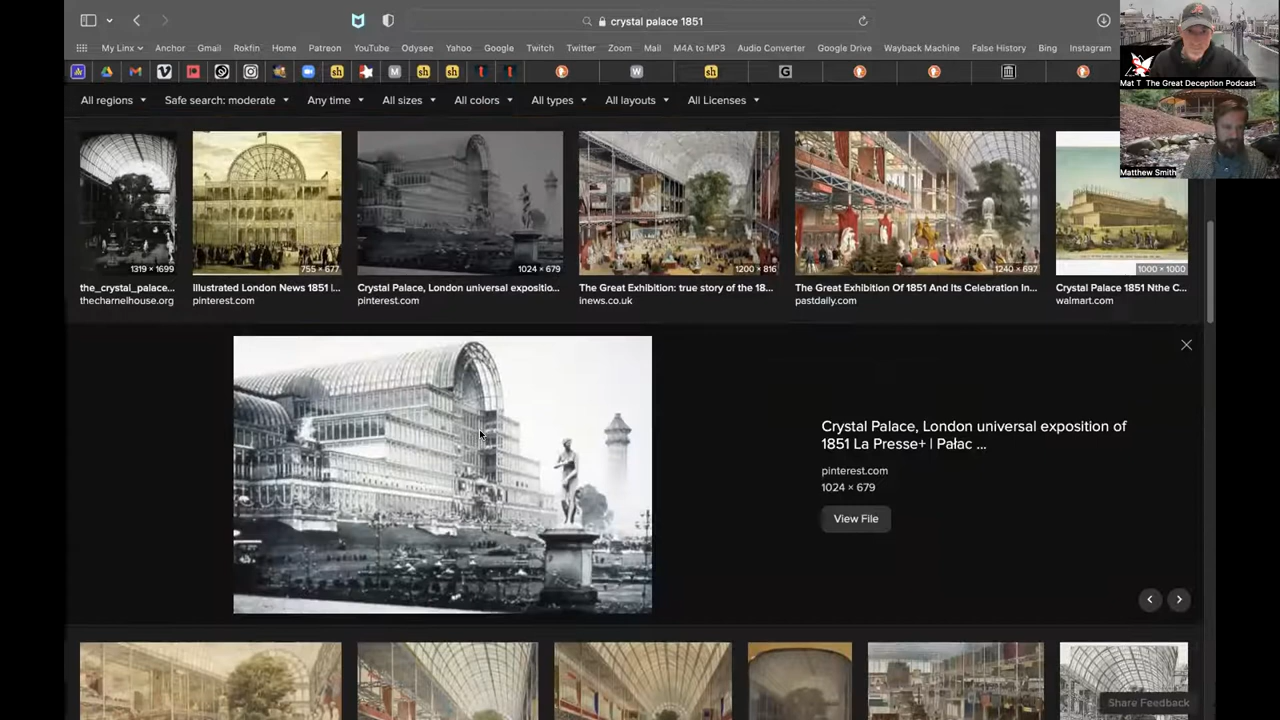 crystal palace 1851
My Linx Anchor Gmail Rokfin Home Patreon YouTube Odysee Yahoo Google Twitch Twitter Zoom Mail M4A to MP3 Audio Converter Google Drive Wayback Machine False History Bing Instagram
All regions Safe search: moderate Any time All sizes All colors All types All layouts All Licenses
Mat T The Great Deception Podcast
Matthew Smith
1319 × 1699 755 × 677 1024 × 679 1200 × 816 1240 × 697 1000 × 1000
the_crystal_palace... Illustrated London News 1851 |... Crystal Palace, London universal expositio... The Great Exhibition: true story of the 18... The Great Exhibition Of 1851 And Its Celebration In... Crystal Palace 1851 Nthe C...
thecharnelhouse.org pinterest.com pinterest.com inews.co.uk pastdaily.com walmart.com
Crystal Palace, London universal exposition of
1851 La Presse+ | Pałac ...
pinterest.com
1024 × 679
View File
Share Feedback